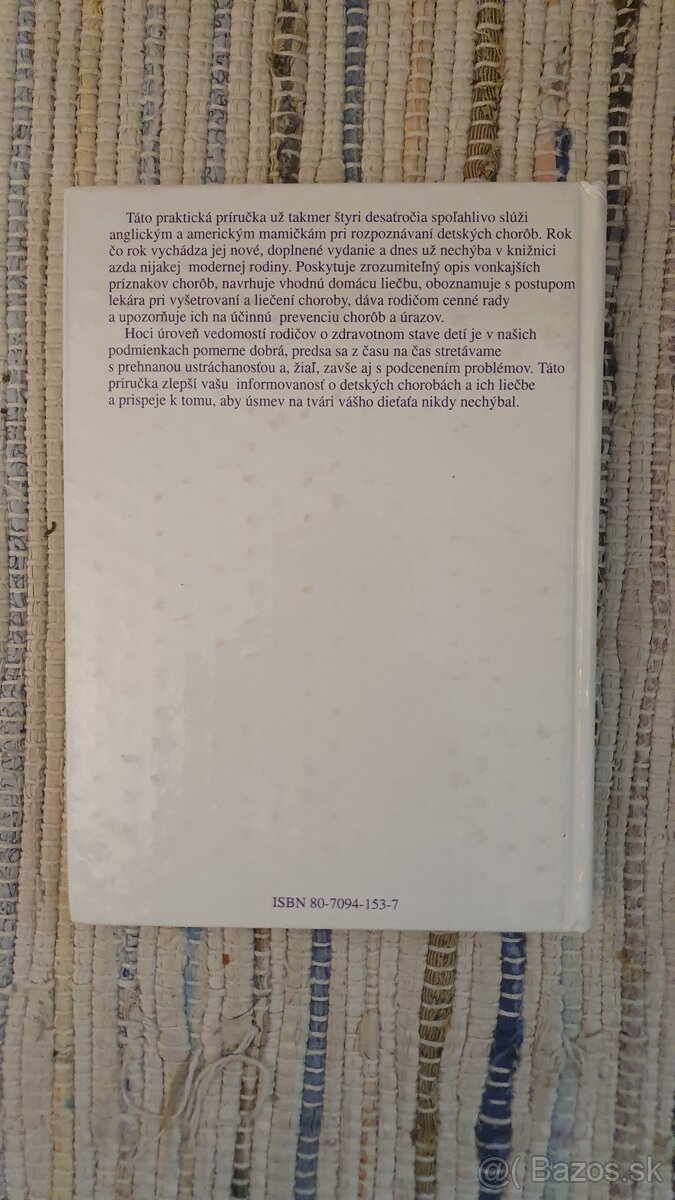 Táto praktická príručka už takmer štyri desaťročia spoľahlivo slúži
anglickým a americkým mamičkám pri rozpoznávaní detských chorôb. Rok
čo rok vychádza jej nové, doplnené vydanie a dnes už nechýba v knižnici
azda nijakej modernej rodiny. Poskytuje zrozumiteľný opis vonkajších
príznakov chorôb, navrhuje vhodnú domácu liečbu, oboznamuje s postupom
lekára pri vyšetrovaní a liečení choroby, dáva rodičom cenné rady
a upozorňuje ich na účinnú prevenciu chorôb a úrazov.
Hoci úroveň vedomostí rodičov o zdravotnom stave detí je v našich
podmienkach pomerne dobrá, predsa sa z času na čas stretávame
s prehnanou ustráchanosťou a, žiaľ, zavše aj s podcenením problémov. Táto
príručka zlepší vašu informovanosť o detských chorobách a ich liečbe
a prispeje k tomu, aby úsmev na tvári vášho dieťaťa nikdy nechýbal.
ISBN 80-7094-153-7
@( Bazos.sk